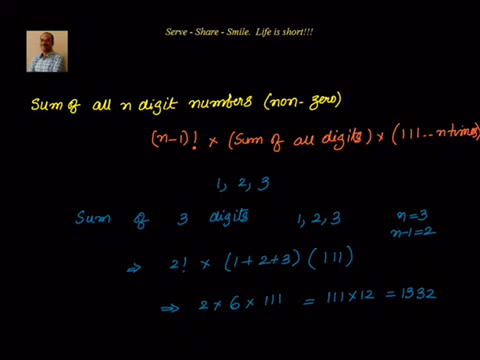 Serve - Share - Smile. Life is short!!!
Sum of all n digit numbers (non-zero)
(n-1)! × (Sum of all digits) × (111...n times)
1, 2, 3
Sum of 3 digits 1, 2, 3 n=3
n-1=2
⇒ 2! × (1+2+3) (111)
⇒ 2 × 6 × 111 = 111 × 12 = 1332